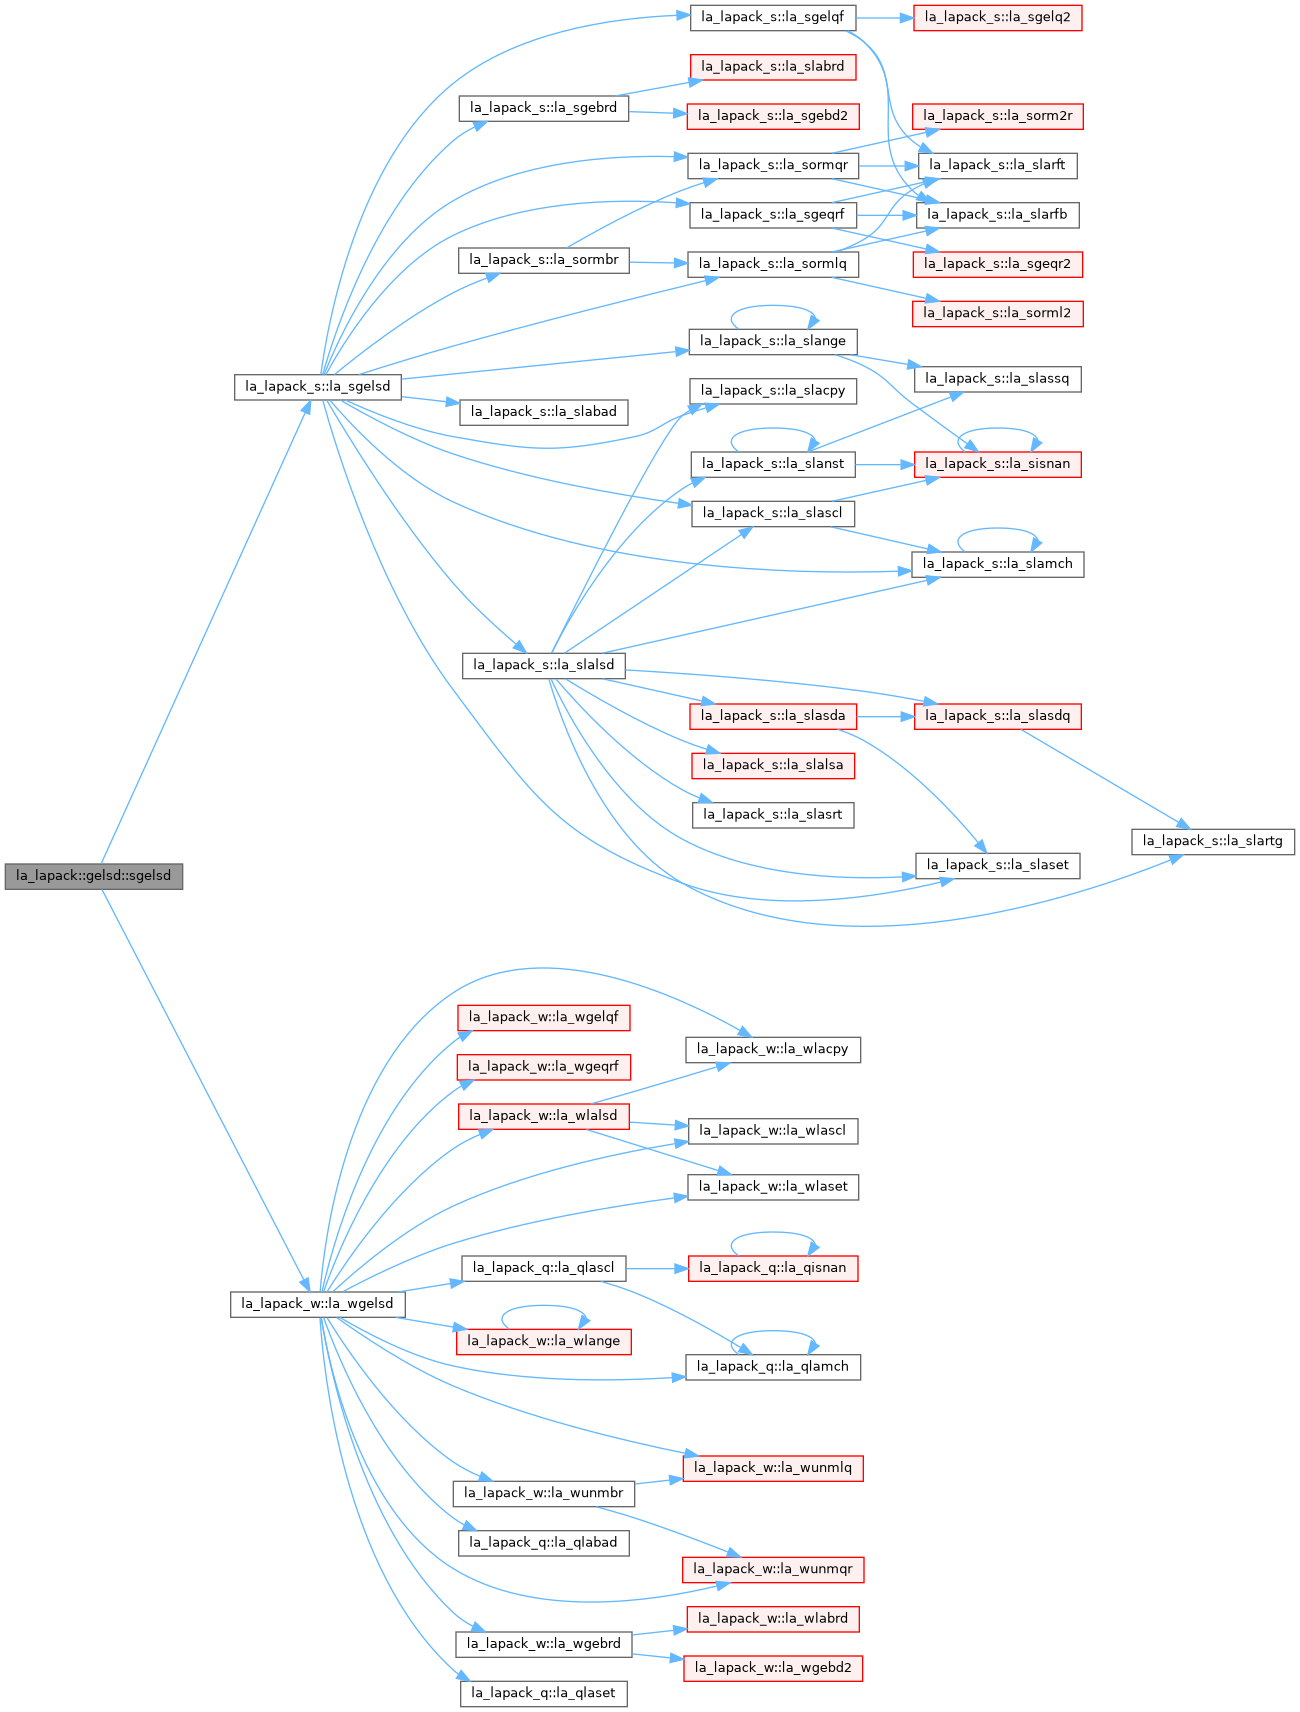 la_lapack_s::la_sgelqf
la_lapack_s::la_sgelq2
la_lapack_s::la_slabrd
la_lapack_s::la_sgebrd
la_lapack_s::la_sgebd2
la_lapack_s::la_sorm2r
la_lapack_s::la_sormqr
la_lapack_s::la_slarft
la_lapack_s::la_sgeqrf
la_lapack_s::la_slarfb
la_lapack_s::la_sormbr
la_lapack_s::la_sormlq
la_lapack_s::la_sgeqr2
la_lapack_s::la_sorml2
la_lapack_s::la_slange
la_lapack_s::la_slassq
la_lapack_s::la_sgelsd
la_lapack_s::la_slacpy
la_lapack_s::la_slabad
la_lapack_s::la_slanst
la_lapack_s::la_sisnan
la_lapack_s::la_slascl
la_lapack_s::la_slamch
la_lapack_s::la_slalsd
la_lapack_s::la_slasda
la_lapack_s::la_slasdq
la_lapack_s::la_slalsa
la_lapack_s::la_slasrt
la_lapack_s::la_slartg
la_lapack_s::la_slaset
la_lapack::gelsd::sgelsd
la_lapack_w::la_wgelqf
la_lapack_w::la_wlacpy
la_lapack_w::la_wgeqrf
la_lapack_w::la_wlalsd
la_lapack_w::la_wlascl
la_lapack_w::la_wlaset
la_lapack_q::la_qlascl
la_lapack_q::la_qisnan
la_lapack_w::la_wgelsd
la_lapack_w::la_wlange
la_lapack_q::la_qlamch
la_lapack_w::la_wunmlq
la_lapack_w::la_wunmbr
la_lapack_q::la_qlabad
la_lapack_w::la_wunmqr
la_lapack_w::la_wlabrd
la_lapack_w::la_wgebrd
la_lapack_w::la_wgebd2
la_lapack_q::la_qlaset